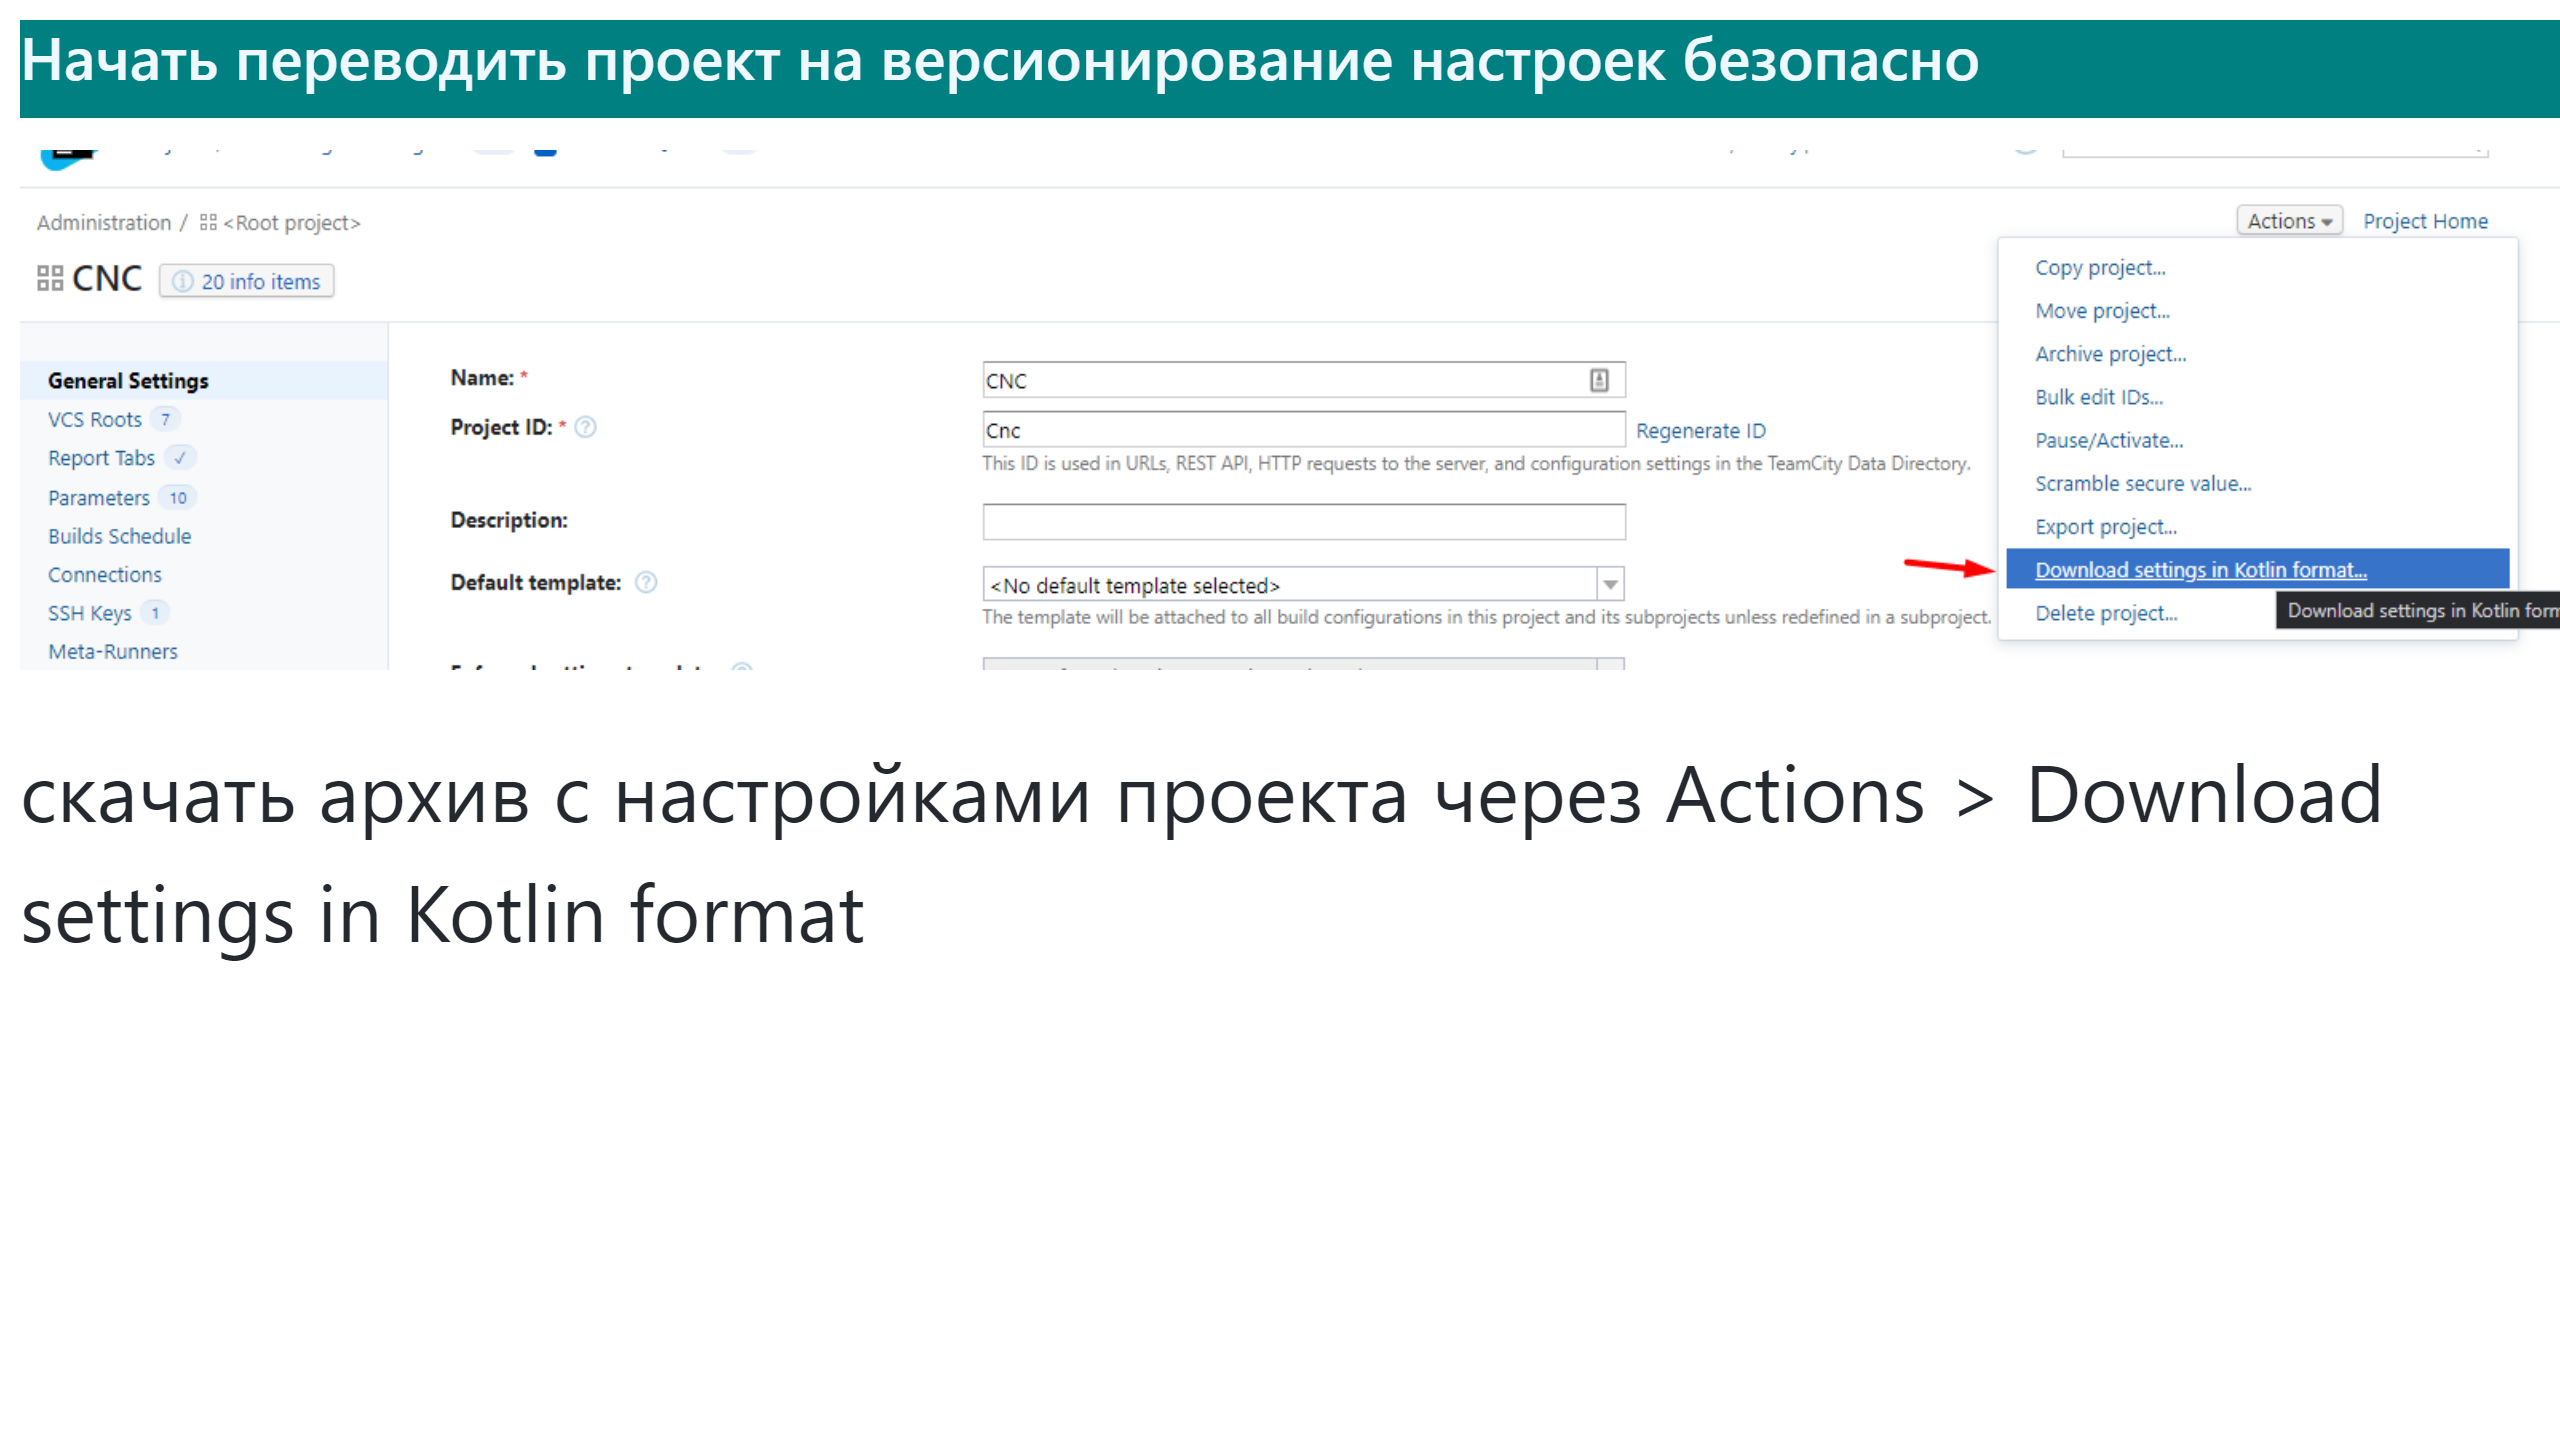 Начать переводить проект на версионирование настроек безопасно
Administration / <Root project>
Actions Project Home
CNC 20 info items
Copy project...
Move project...
Archive project...
Bulk edit IDs...
Pause/Activate...
Scramble secure value...
Export project...
Download settings in Kotlin format...
Delete project...
Download settings in Kotlin form
General Settings
VCS Roots 7
Report Tabs ✓
Parameters 10
Builds Schedule
Connections
SSH Keys 1
Meta-Runners
Name: * CNC
Project ID: * Cnc Regenerate ID
This ID is used in URLs, REST API, HTTP requests to the server, and configuration settings in the TeamCity Data Directory.
Description:
Default template: <No default template selected>
The template will be attached to all build configurations in this project and its subprojects unless redefined in a subproject.
скачать архив с настройками проекта через Actions > Download
settings in Kotlin format